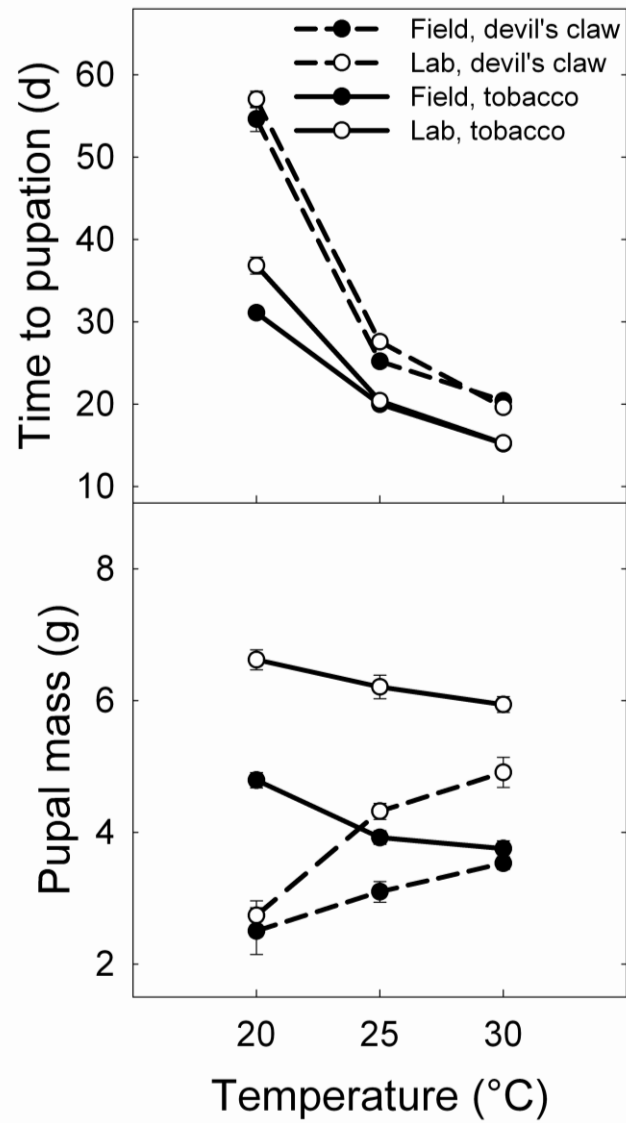 Field, devil's claw
Lab, devil's claw
Field, tobacco
Lab, tobacco
Time to pupation (d)
60
50
40
30
20
10
Pupal mass (g)
8
6
4
2
20 25 30
Temperature (°C)